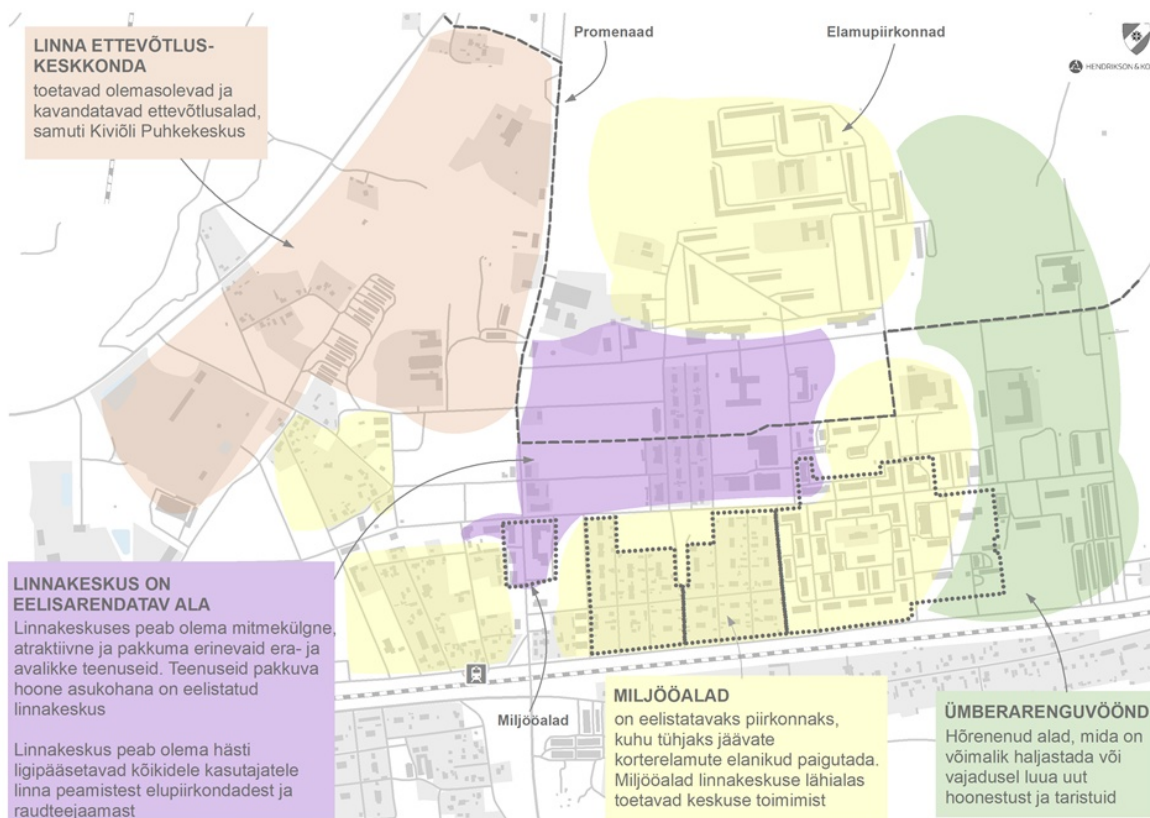 Promenaad
Elamupiirkonnad
LINNA ETTEVÕTLUS-
KESKKONDA
toetavad olemasolevad ja
kavandatavad ettevõtlusalad,
samuti Kiviõli Puhkekeskus
HENDRIKSON & KO
LINNAKESKUS ON
EELISARENDATAV ALA
Linnakeskuses peab olema mitmekülgne,
atraktiivne ja pakkuma erinevaid era- ja
avalikke teenuseid. Teenuseid pakkuva
hoone asukohana on eelistatud
linnakeskus
Linnakeskus peab olema hästi
ligipääsetavad kõikidele kasutajatele
linna peamistest elupiirkondadest ja
raudteejaamast
Miljööalad
MILJÖÖALAD
on eelistatavaks piirkonnaks,
kuhu tühjaks jäävate
korterelamute elanikud paigutada.
Miljööalad linnakeskuse lähialas
toetavad keskuse toimimist
ÜMBERARENGUVÖÖND
Hõrenenud alad, mida on
võimalik haljastada või
vajadusel luua uut
hoonestust ja taristuid